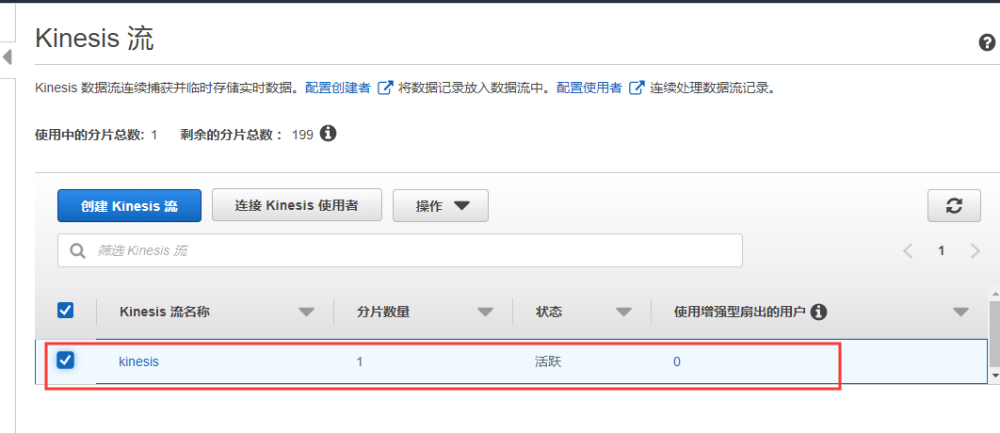 Kinesis 流
Kinesis 数据流连续捕获并临时存储实时数据。配置创建者 将数据记录放入数据流中。配置使用者 连续处理数据流记录。
使用中的分片总数: 1 剩余的分片总数： 199
创建 Kinesis 流 连接 Kinesis 使用者 操作
筛选 Kinesis 流 1
Kinesis 流名称 分片数量 状态 使用增强型扇出的用户
kinesis 1 活跃 0